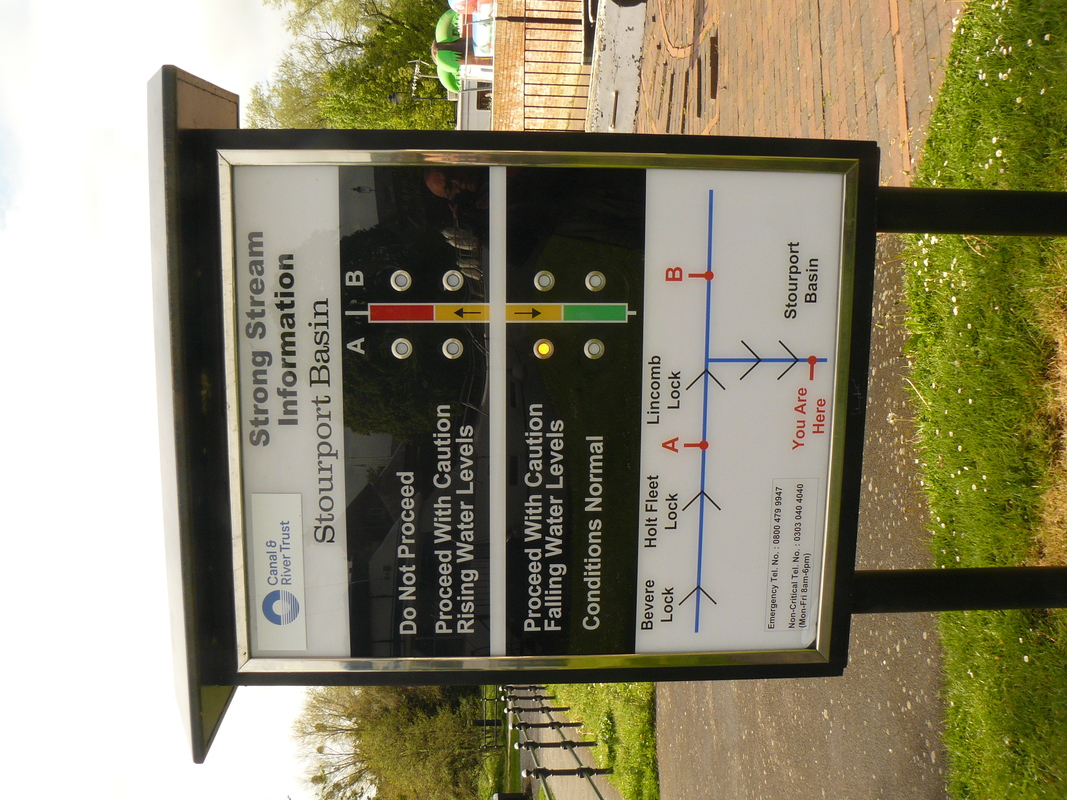 Canal &
River Trust
Strong Stream
Information
Stourport Basin
A B
Do Not Proceed
Proceed With Caution
Rising Water Levels
Proceed With Caution
Falling Water Levels
Conditions Normal
Bevere
Lock
Holt Fleet
Lock
A
Lincomb
Lock
B
Emergency Tel. No. : 0800 479 9947
Non-Critical Tel. No. : 0303 040 4040
(Mon-Fri 8am-6pm)
You Are
Here
Stourport
Basin